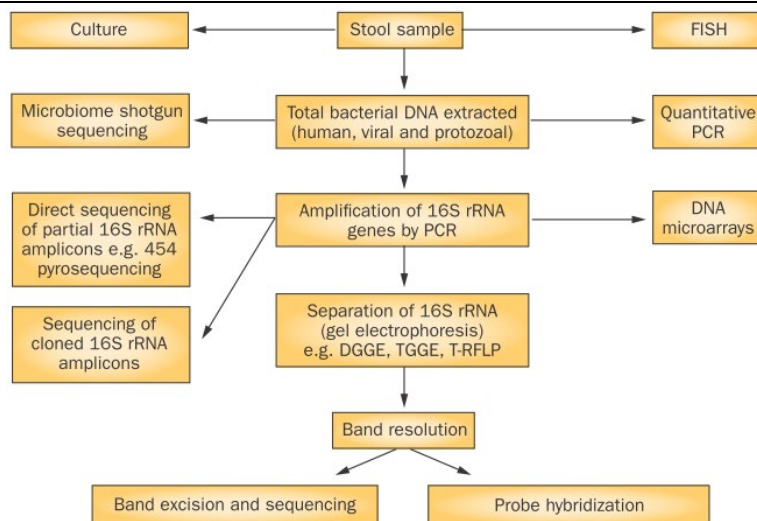 Culture
Stool sample
FISH
Microbiome shotgun
sequencing
Total bacterial DNA extracted
(human, viral and protozoal)
Quantitative
PCR
Direct sequencing
of partial 16S rRNA
amplicons e.g. 454
pyrosequencing
Amplification of 16S rRNA
genes by PCR
DNA
microarrays
Sequencing of
cloned 16S rRNA
amplicons
Separation of 16S rRNA
(gel electrophoresis)
e.g. DGGE, TGGE, T-RFLP
Band resolution
Band excision and sequencing
Probe hybridization